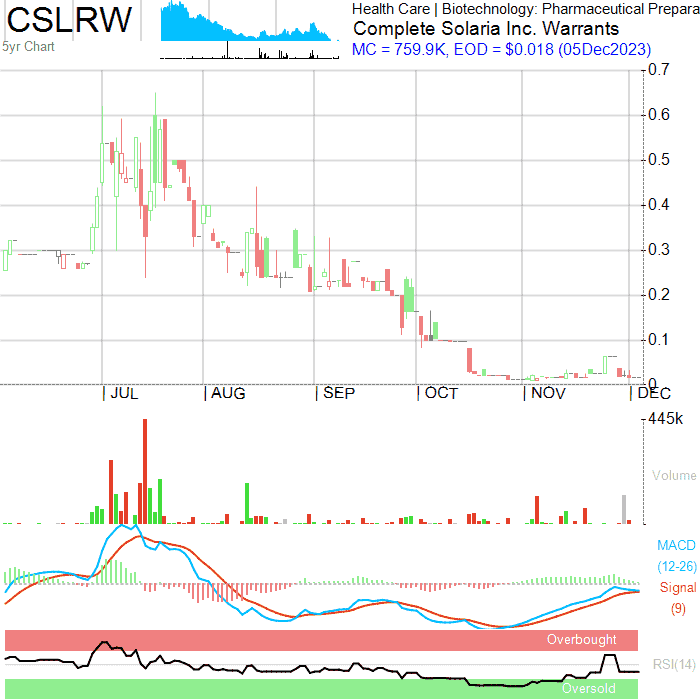 CSLRW
5yr Chart
Health Care | Biotechnology: Pharmaceutical Prepara
Complete Solaria Inc. Warrants
MC = 759.9K, EOD = $0.018 (05Dec2023)
0.7
0.6
0.5
0.4
0.3
0.2
0.1
0
| JUL | AUG | SEP | OCT | NOV | DEC
445k
Volume
MACD
(12-26)
Signal
(9)
Overbought
RSI(14)
Oversold